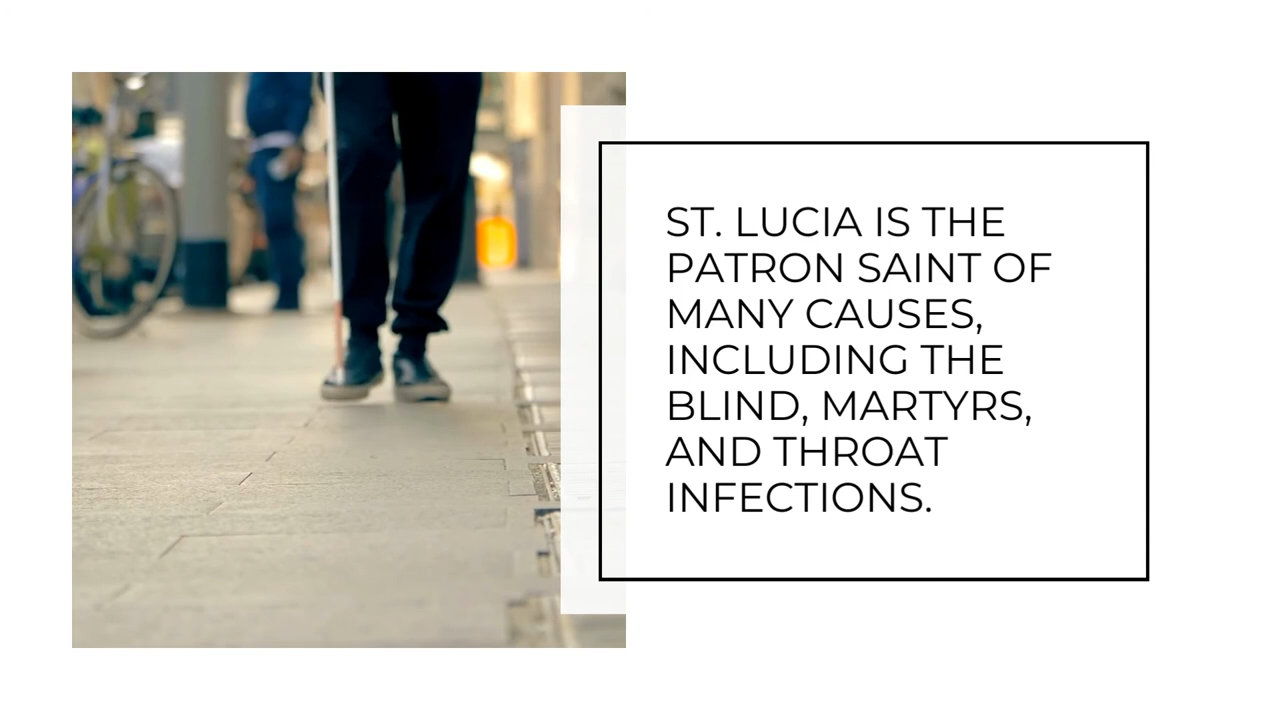 ST. LUCIA IS THE
PATRON SAINT OF
MANY CAUSES,
INCLUDING THE
BLIND, MARTYRS,
AND THROAT
INFECTIONS.